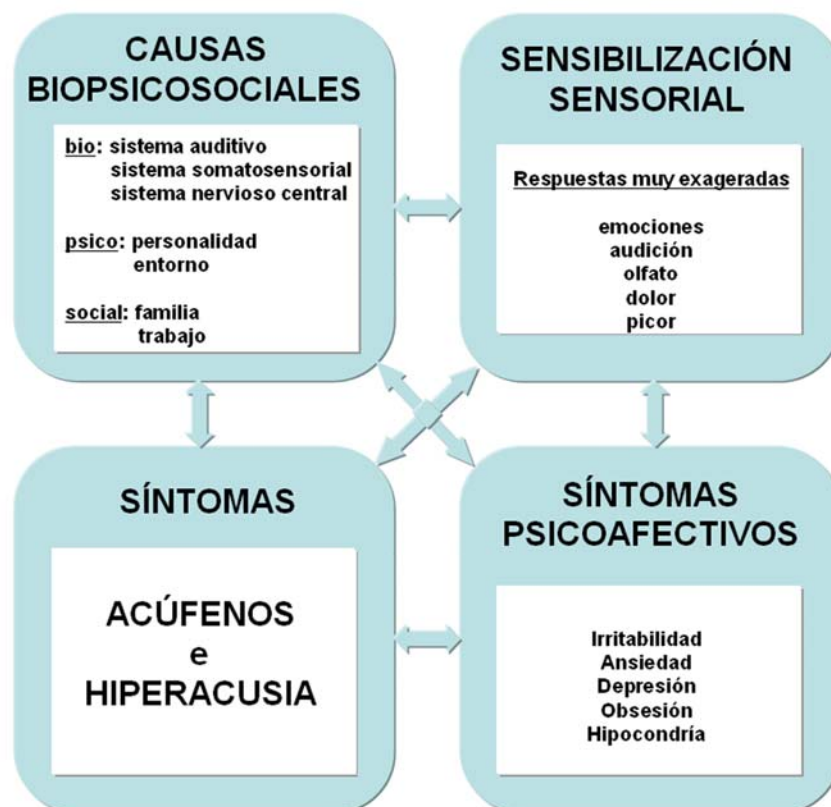 CAUSAS
BIOPSICOSOCIALES
bio: sistema auditivo
sistema somatosensorial
sistema nervioso central
psico: personalidad
entorno
social: familia
trabajo
SENSIBILIZACIÓN
SENSORIAL
Respuestas muy exageradas
emociones
audición
olfato
dolor
picor
SÍNTOMAS
ACÚFENOS
e
HIPERACUSIA
SÍNTOMAS
PSICOAFECTIVOS
Irritabilidad
Ansiedad
Depresión
Obsesión
Hipocondría